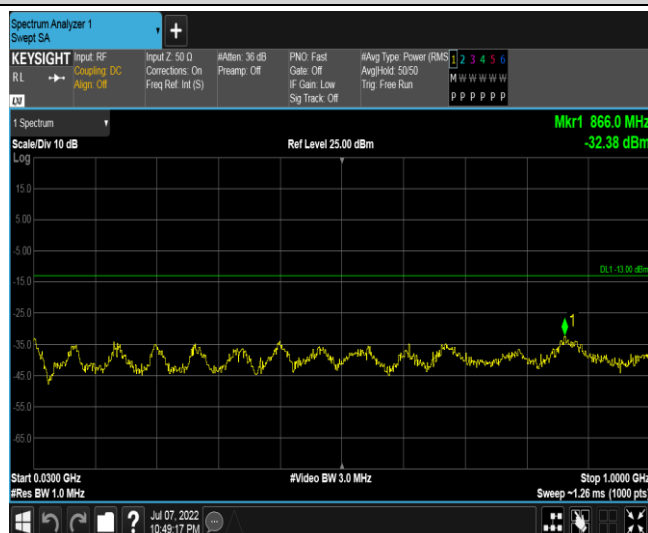 Spectrum Analyzer 1
Swept SA
+
KEYSIGHT
RL
LXI
Input: RF
Coupling: DC
Align: Off
Input Z: 50 Ω
Corrections: On
Freq Ref: Int (S)
#Atten: 36 dB
Preamp: Off
PNO: Fast
Gate: Off
IF Gain: Low
Sig Track: Off
#Avg Type: Power (RMS
Avg|Hold: 50/50
Trig: Free Run
1 2 3 4 5 6
M W W W W W
P P P P P P
1 Spectrum
Mkr1 866.0 MHz
Scale/Div 10 dB
Ref Level 25.00 dBm
-32.38 dBm
Log
15.0
5.00
-5.00
DL1 -13.00 dBm
-15.0
-25.0
1
-35.0
-45.0
-55.0
-65.0
Start 0.0300 GHz
#Video BW 3.0 MHz
Stop 1.0000 GHz
#Res BW 1.0 MHz
Sweep ~1.26 ms (1000 pts)
?
Jul 07, 2022
10:49:17 PM